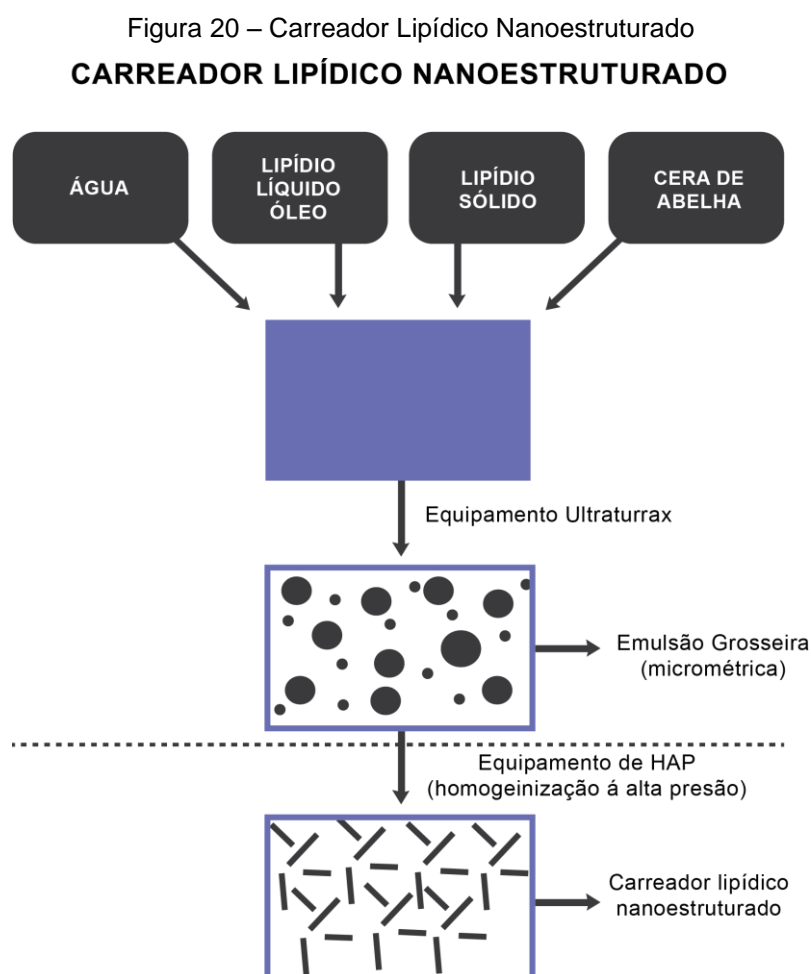 Figura 20 – Carreador Lipídico Nanoestruturado
CARREADOR LIPÍDICO NANOESTRUTURADO
ÁGUA
LIPÍDIO
LÍQUIDO
ÓLEO
LIPÍDIO
SÓLIDO
CERA DE
ABELHA
Equipamento Ultraturrax
Emulsão Grosseira
(micrométrica)
Equipamento de HAP
(homogeinização á alta presão)
Carreador lipídico
nanoestruturado